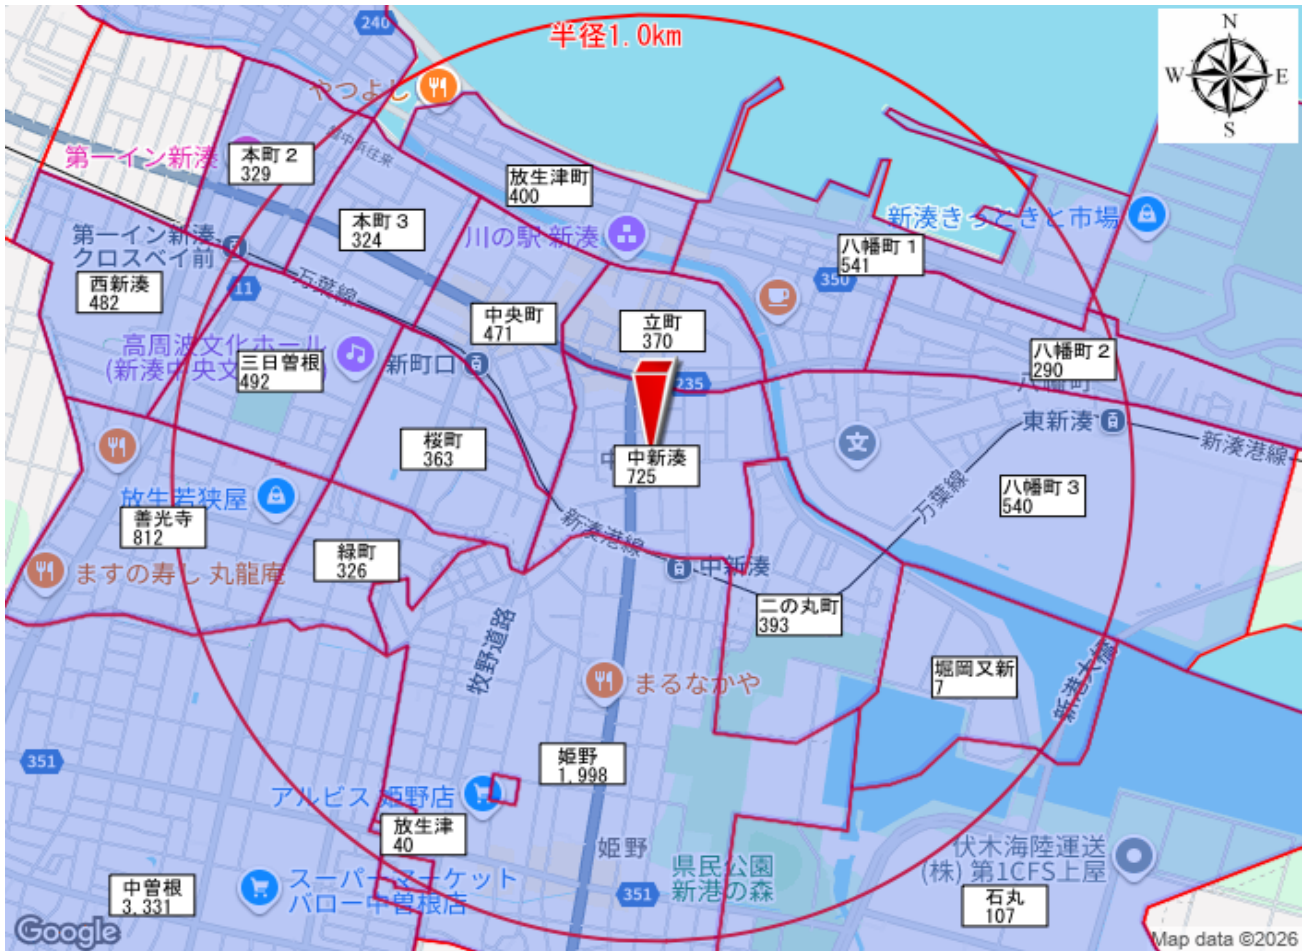 240
半径1.0km
N
W E
S
やつよし
第一イン新湊
本町2
329
放生津町
400
本町3
324
川の駅 新湊
新湊きっときと市場
八幡町1
541
350
第一イン新湊
クロスベイ前
西新湊
482
11
万葉線
中央町
471
立町
370
高周波文化ホール
(新湊中央文
三日曽根
492
新町口
235
八幡町2
290
八幡町
東新湊
新湊港線
桜町
363
中新湊
725
文
万葉線
八幡町3
540
放生若狭屋
善光寺
812
新湊港線
中新湊
緑町
326
ますの寿し 丸龍庵
二の丸町
393
牧野道路
まるなかや
堀岡又新
7
新港大橋
351
姫野
1,998
アルビス 姫野店
放生津
40
姫野
県民公園
新港の森
伏木海陸運送
(株) 第1CFS上屋
中曽根
3,331
スーパーマーケット
バロー中曽根店
351
石丸
107
Google
Map data ©2026